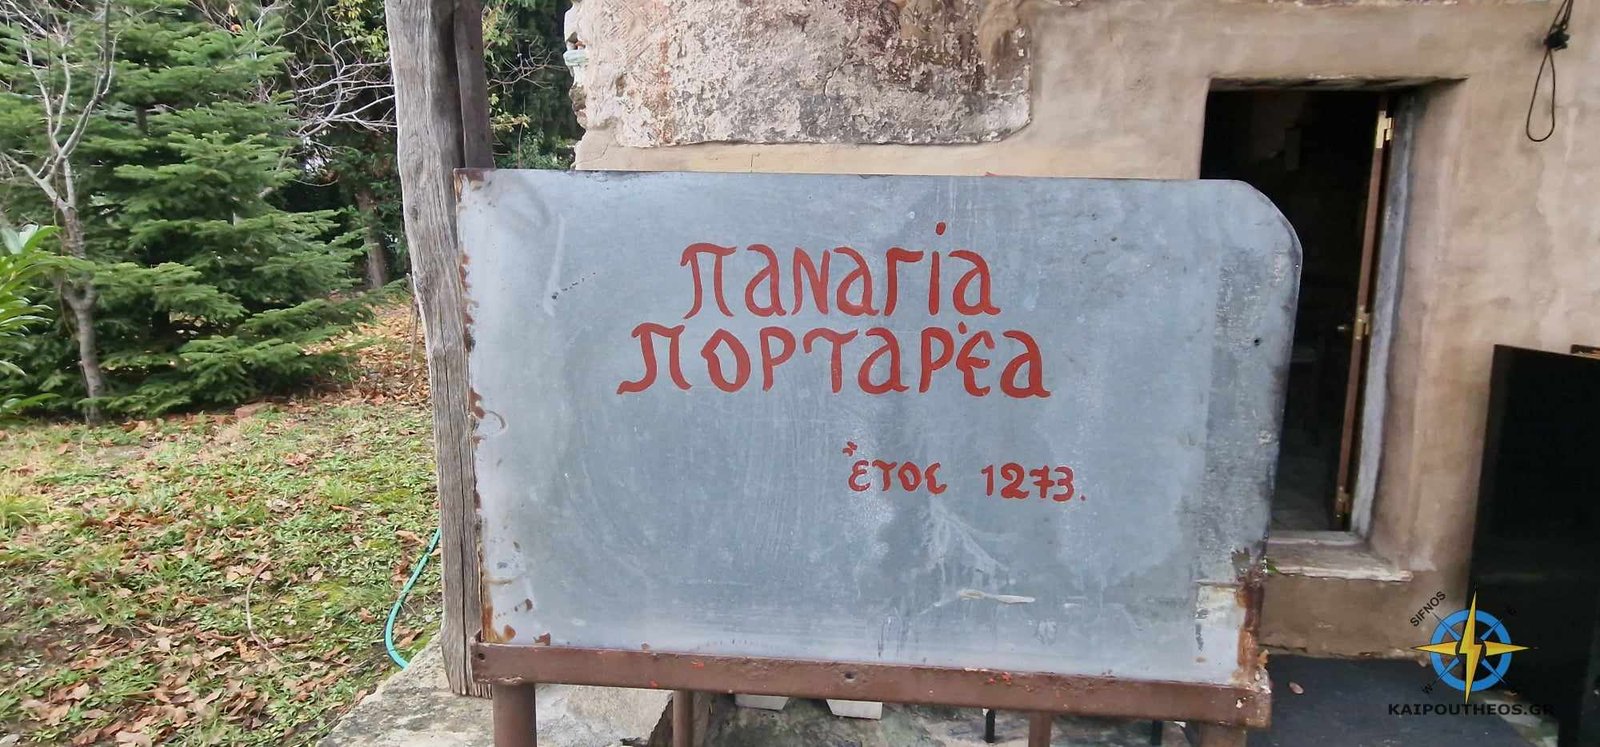 Παναγία
Πορταρέα
Ἔτος 1273.
SIFNOS
E
W
KAIPOUTHEOS.GR